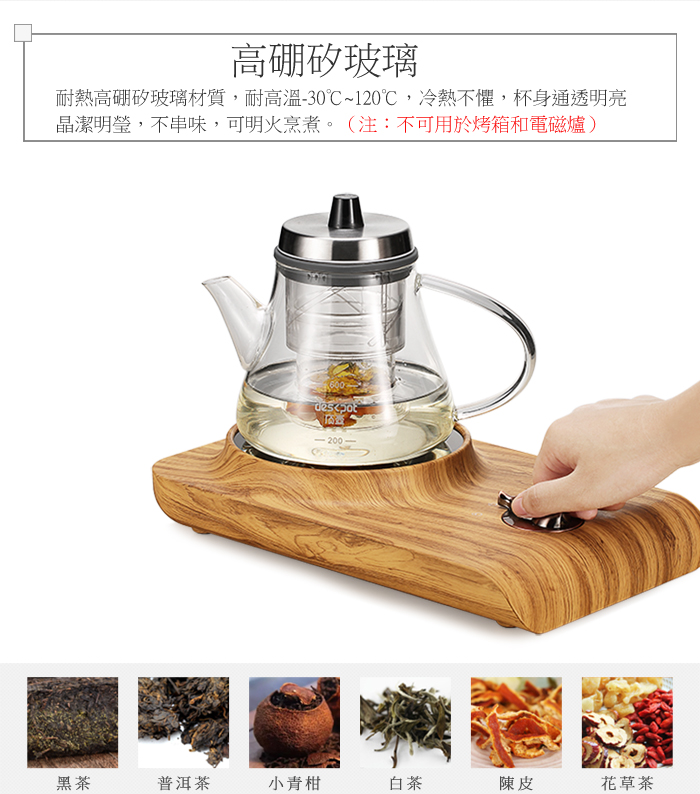 高硼矽玻璃
耐熱高硼矽玻璃材質，耐高溫-30℃~120℃，冷熱不懼，杯身通透明亮
晶潔明瑩，不串味，可明火烹煮。（注：不可用於烤箱和電磁爐）
600
200
黑茶 普洱茶 小青柑 白茶 陳皮 花草茶